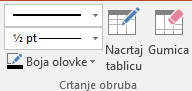 ½ pt
Boja olovke
Nacrtaj tablicu
Gumica
Crtanje obruba